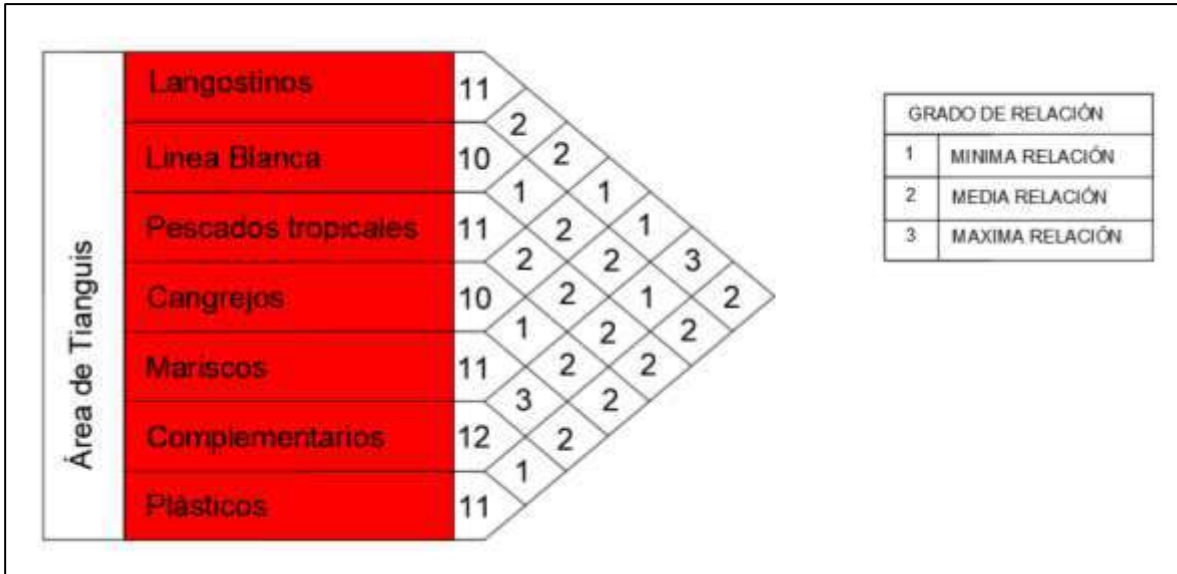 Área de Tianguis
Langostinos 11
Linea Blanca 10
Pescados tropicales 11
Cangrejos 10
Mariscos 11
Complementarios 12
Plásticos 11
2
2
1
1
1
2
3
2
2
2
2
1
2
1
2
2
2
2
3
2
2
1
GRADO DE RELACIÓN
1 MINIMA RELACIÓN
2 MEDIA RELACIÓN
3 MAXIMA RELACIÓN